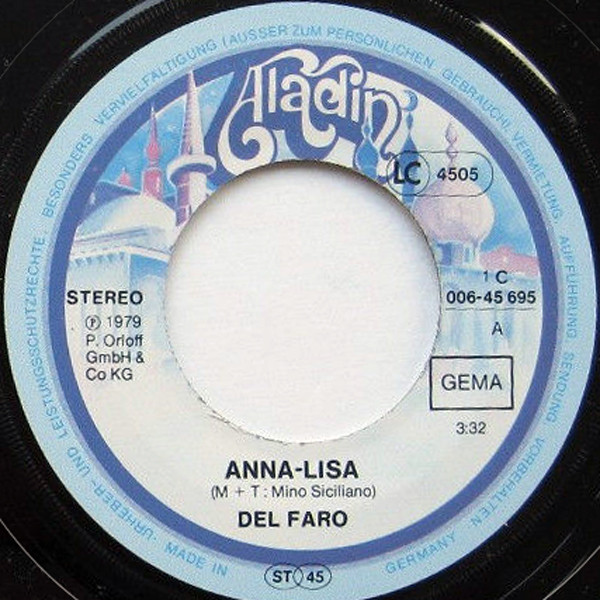 URHEBER- UND LEISTUNGSSCHUTZRECHTE, BESONDERS VERVIELFÄLTIGUNG (AUSSER ZUM PERSÖNLICHEN GEBRAUCH), VERMIETUNG, AUFFÜHRUNG, SENDUNG VORBEHALTEN
Aladin
LC 4505
STEREO
℗ 1979
P. Orloff
GmbH &
Co KG
1 C
006-45 695
A
GEMA
3:32
ANNA-LISA
(M + T : Mino Siciliano)
DEL FARO
MADE IN GERMANY
ST 45